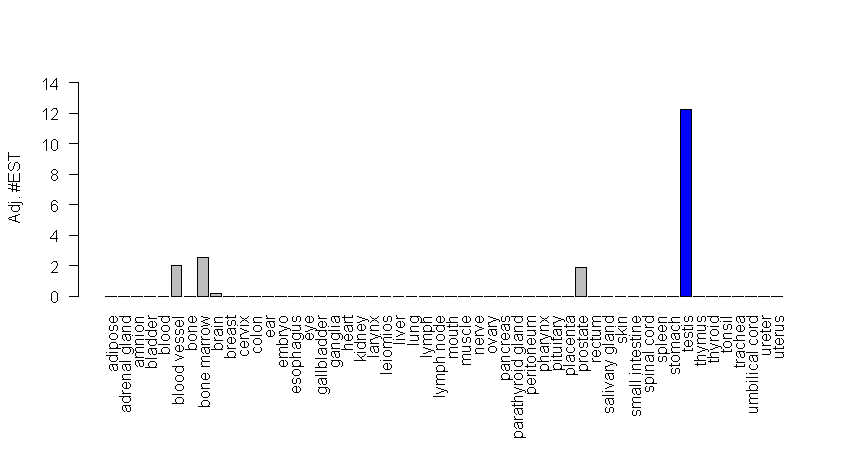 Adj. #EST
14
12
10
8
6
4
2
0
adipose
adrenal gland
amnion
bladder
blood
blood vessel
bone
bone marrow
brain
breast
cervix
colon
ear
embryo
esophagus
eye
gallbladder
ganglia
heart
kidney
larynx
leiomios
liver
lung
lymph
lymph node
mouth
muscle
nerve
ovary
pancreas
parathyroid gland
peritoneum
pharynx
pituitary
placenta
prostate
rectum
salivary gland
skin
small intestine
spinal cord
spleen
stomach
testis
thymus
thyroid
tonsil
trachea
umbilical cord
ureter
uterus